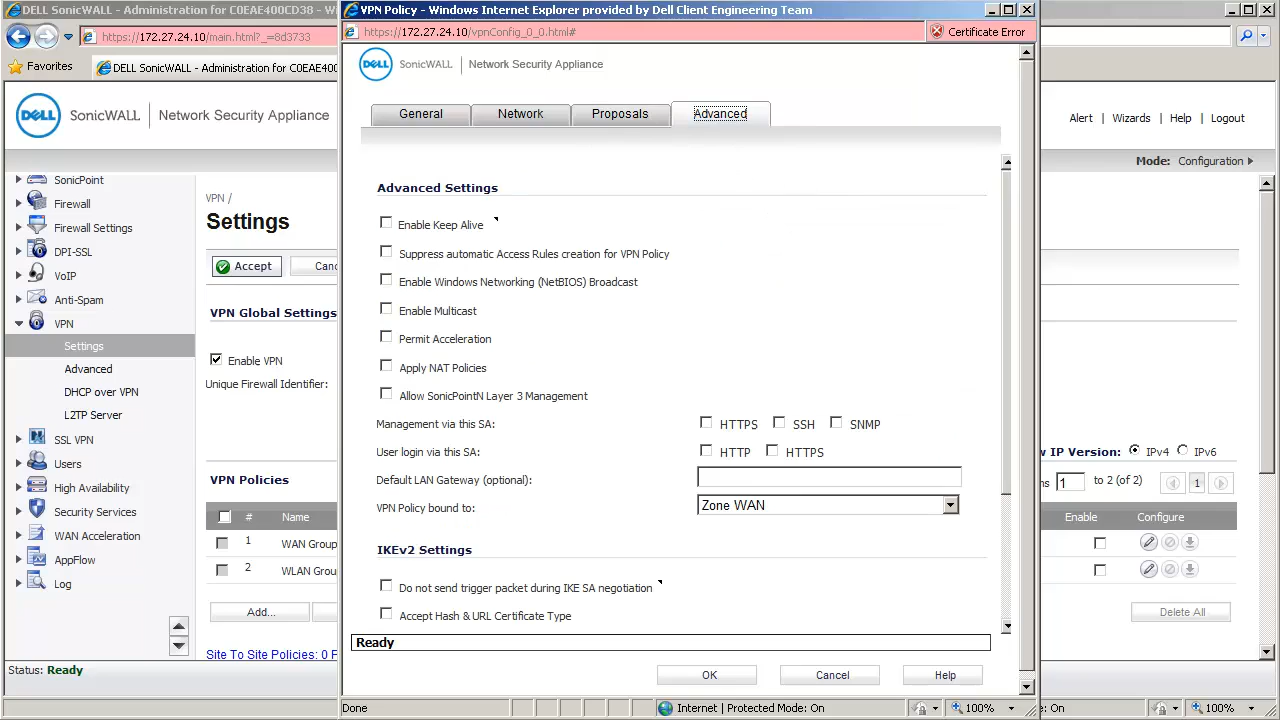 DELL SonicWALL - Administration for C0EAE400CD38 - W
https://172.27.24.10/main.html?_=8d3733
Favorites
DELL SonicWALL - Administration for C0EAE400
DELL
SonicWALL
Network Security Appliance
SonicPoint
Firewall
Firewall Settings
DPI-SSL
VoIP
Anti-Spam
VPN
Settings
Advanced
DHCP over VPN
L2TP Server
SSL VPN
Users
High Availability
Security Services
WAN Acceleration
AppFlow
Log
Status: Ready
VPN /
Settings
Accept
Canc
VPN Global Settings
Enable VPN
Unique Firewall Identifier:
VPN Policies
# Name
1 WAN Group
2 WLAN Grou
Add...
Site To Site Policies: 0 P
VPN Policy - Windows Internet Explorer provided by Dell Client Engineering Team
https://172.27.24.10/vpnConfig_0_0.html#
Certificate Error
DELL
SonicWALL
Network Security Appliance
General
Network
Proposals
Advanced
Advanced Settings
Enable Keep Alive
Suppress automatic Access Rules creation for VPN Policy
Enable Windows Networking (NetBIOS) Broadcast
Enable Multicast
Permit Acceleration
Apply NAT Policies
Allow SonicPointN Layer 3 Management
Management via this SA: HTTPS SSH SNMP
User login via this SA: HTTP HTTPS
Default LAN Gateway (optional):
VPN Policy bound to: Zone WAN
IKEv2 Settings
Do not send trigger packet during IKE SA negotiation
Accept Hash & URL Certificate Type
Ready
OK
Cancel
Help
Done
Internet | Protected Mode: On
100%
Alert | Wizards | Help | Logout
Mode: Configuration
w IP Version: IPv4 IPv6
ns 1 to 2 (of 2) 1
Enable Configure
Delete All
de: On
100%